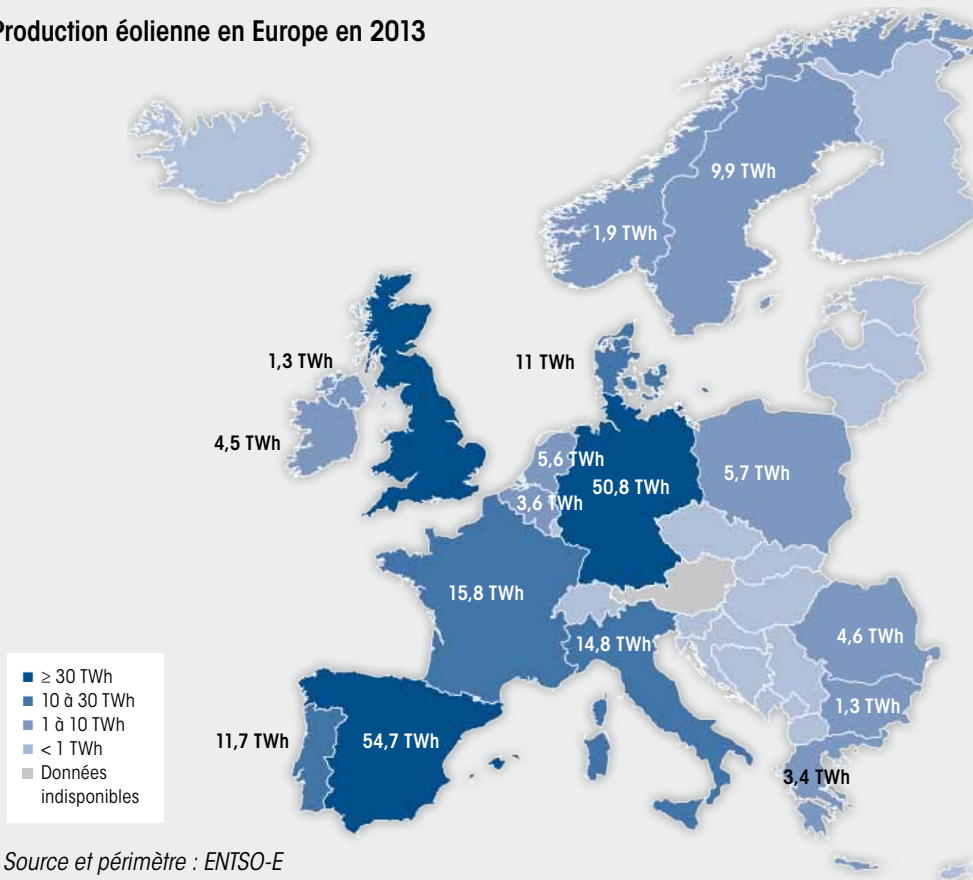 Production éolienne en Europe en 2013
9,9 TWh
1,9 TWh
1,3 TWh
11 TWh
4,5 TWh
5,6 TWh
50,8 TWh
5,7 TWh
3,6 TWh
15,8 TWh
14,8 TWh
4,6 TWh
1,3 TWh
11,7 TWh
54,7 TWh
3,4 TWh
≥ 30 TWh
10 à 30 TWh
1 à 10 TWh
< 1 TWh
Données
indisponibles
Source et périmètre : ENTSO-E